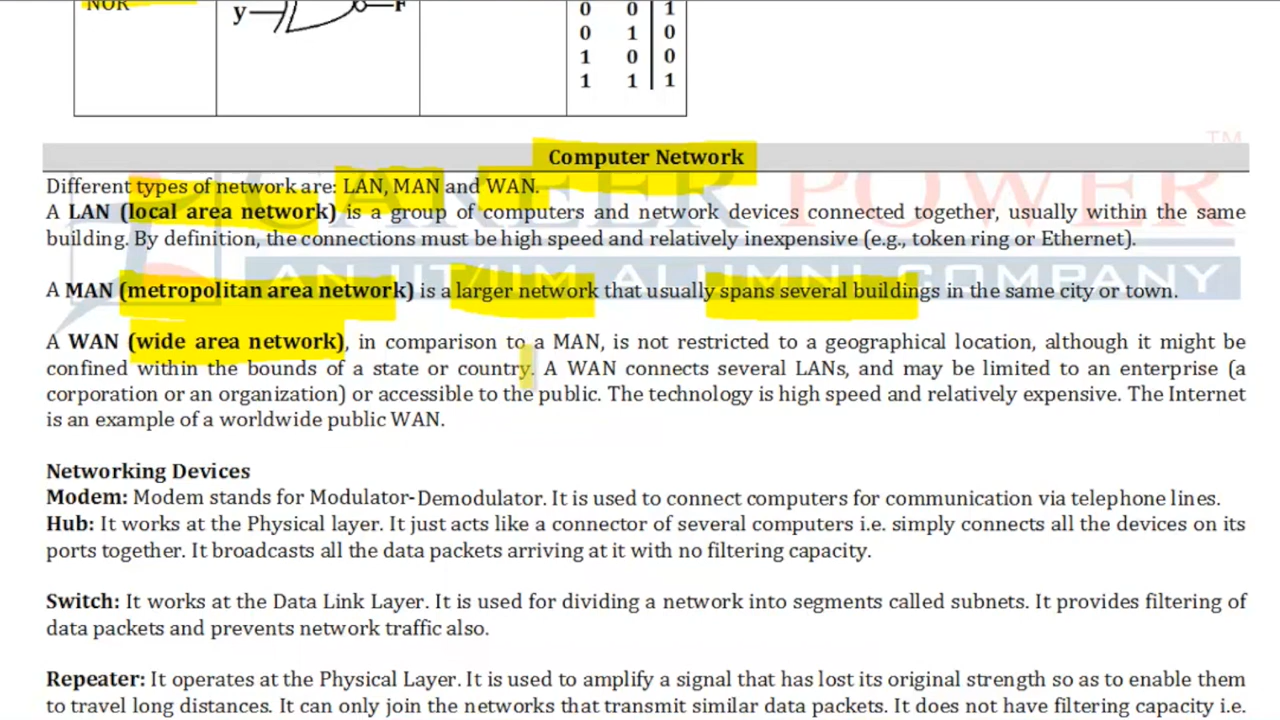 NOR
y
F
0 0 1
0 1 0
1 0 0
1 1 1
TM
Computer Network
CAREER POWER
Different types of network are: LAN, MAN and WAN.
A LAN (local area network) is a group of computers and network devices connected together, usually within the same
building. By definition, the connections must be high speed and relatively inexpensive (e.g., token ring or Ethernet).
AN IIT/IIM ALUMNI COMPANY
A MAN (metropolitan area network) is a larger network that usually spans several buildings in the same city or town.
A WAN (wide area network), in comparison to a MAN, is not restricted to a geographical location, although it might be
confined within the bounds of a state or country. A WAN connects several LANs, and may be limited to an enterprise (a
corporation or an organization) or accessible to the public. The technology is high speed and relatively expensive. The Internet
is an example of a worldwide public WAN.
Networking Devices
Modem: Modem stands for Modulator-Demodulator. It is used to connect computers for communication via telephone lines.
Hub: It works at the Physical layer. It just acts like a connector of several computers i.e. simply connects all the devices on its
ports together. It broadcasts all the data packets arriving at it with no filtering capacity.
Switch: It works at the Data Link Layer. It is used for dividing a network into segments called subnets. It provides filtering of
data packets and prevents network traffic also.
Repeater: It operates at the Physical Layer. It is used to amplify a signal that has lost its original strength so as to enable them
to travel long distances. It can only join the networks that transmit similar data packets. It does not have filtering capacity i.e.